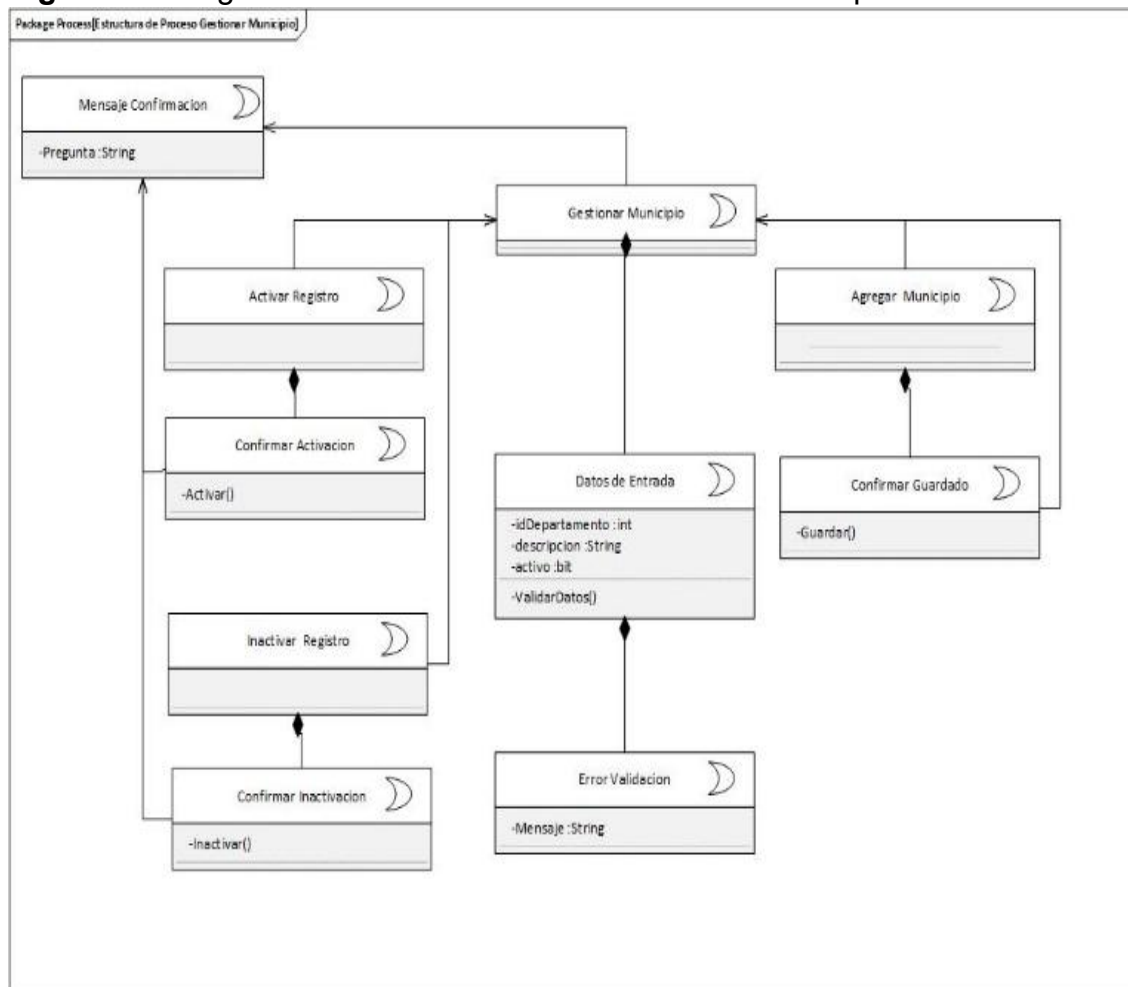 Package Process[Estructura de Proceso Gestionar Municipio]
Mensaje Confirmacion
-Pregunta :String
Gestionar Municipio
Activar Registro
Agregar Municipio
Confirmar Activacion
-Activar()
Datos de Entrada
-idDepartamento :int
-descripcion :String
-activo :bit
-ValidarDatos()
Confirmar Guardado
-Guardar()
Inactivar Registro
Confirmar Inactivacion
-Inactivar()
Error Validacion
-Mensaje :String